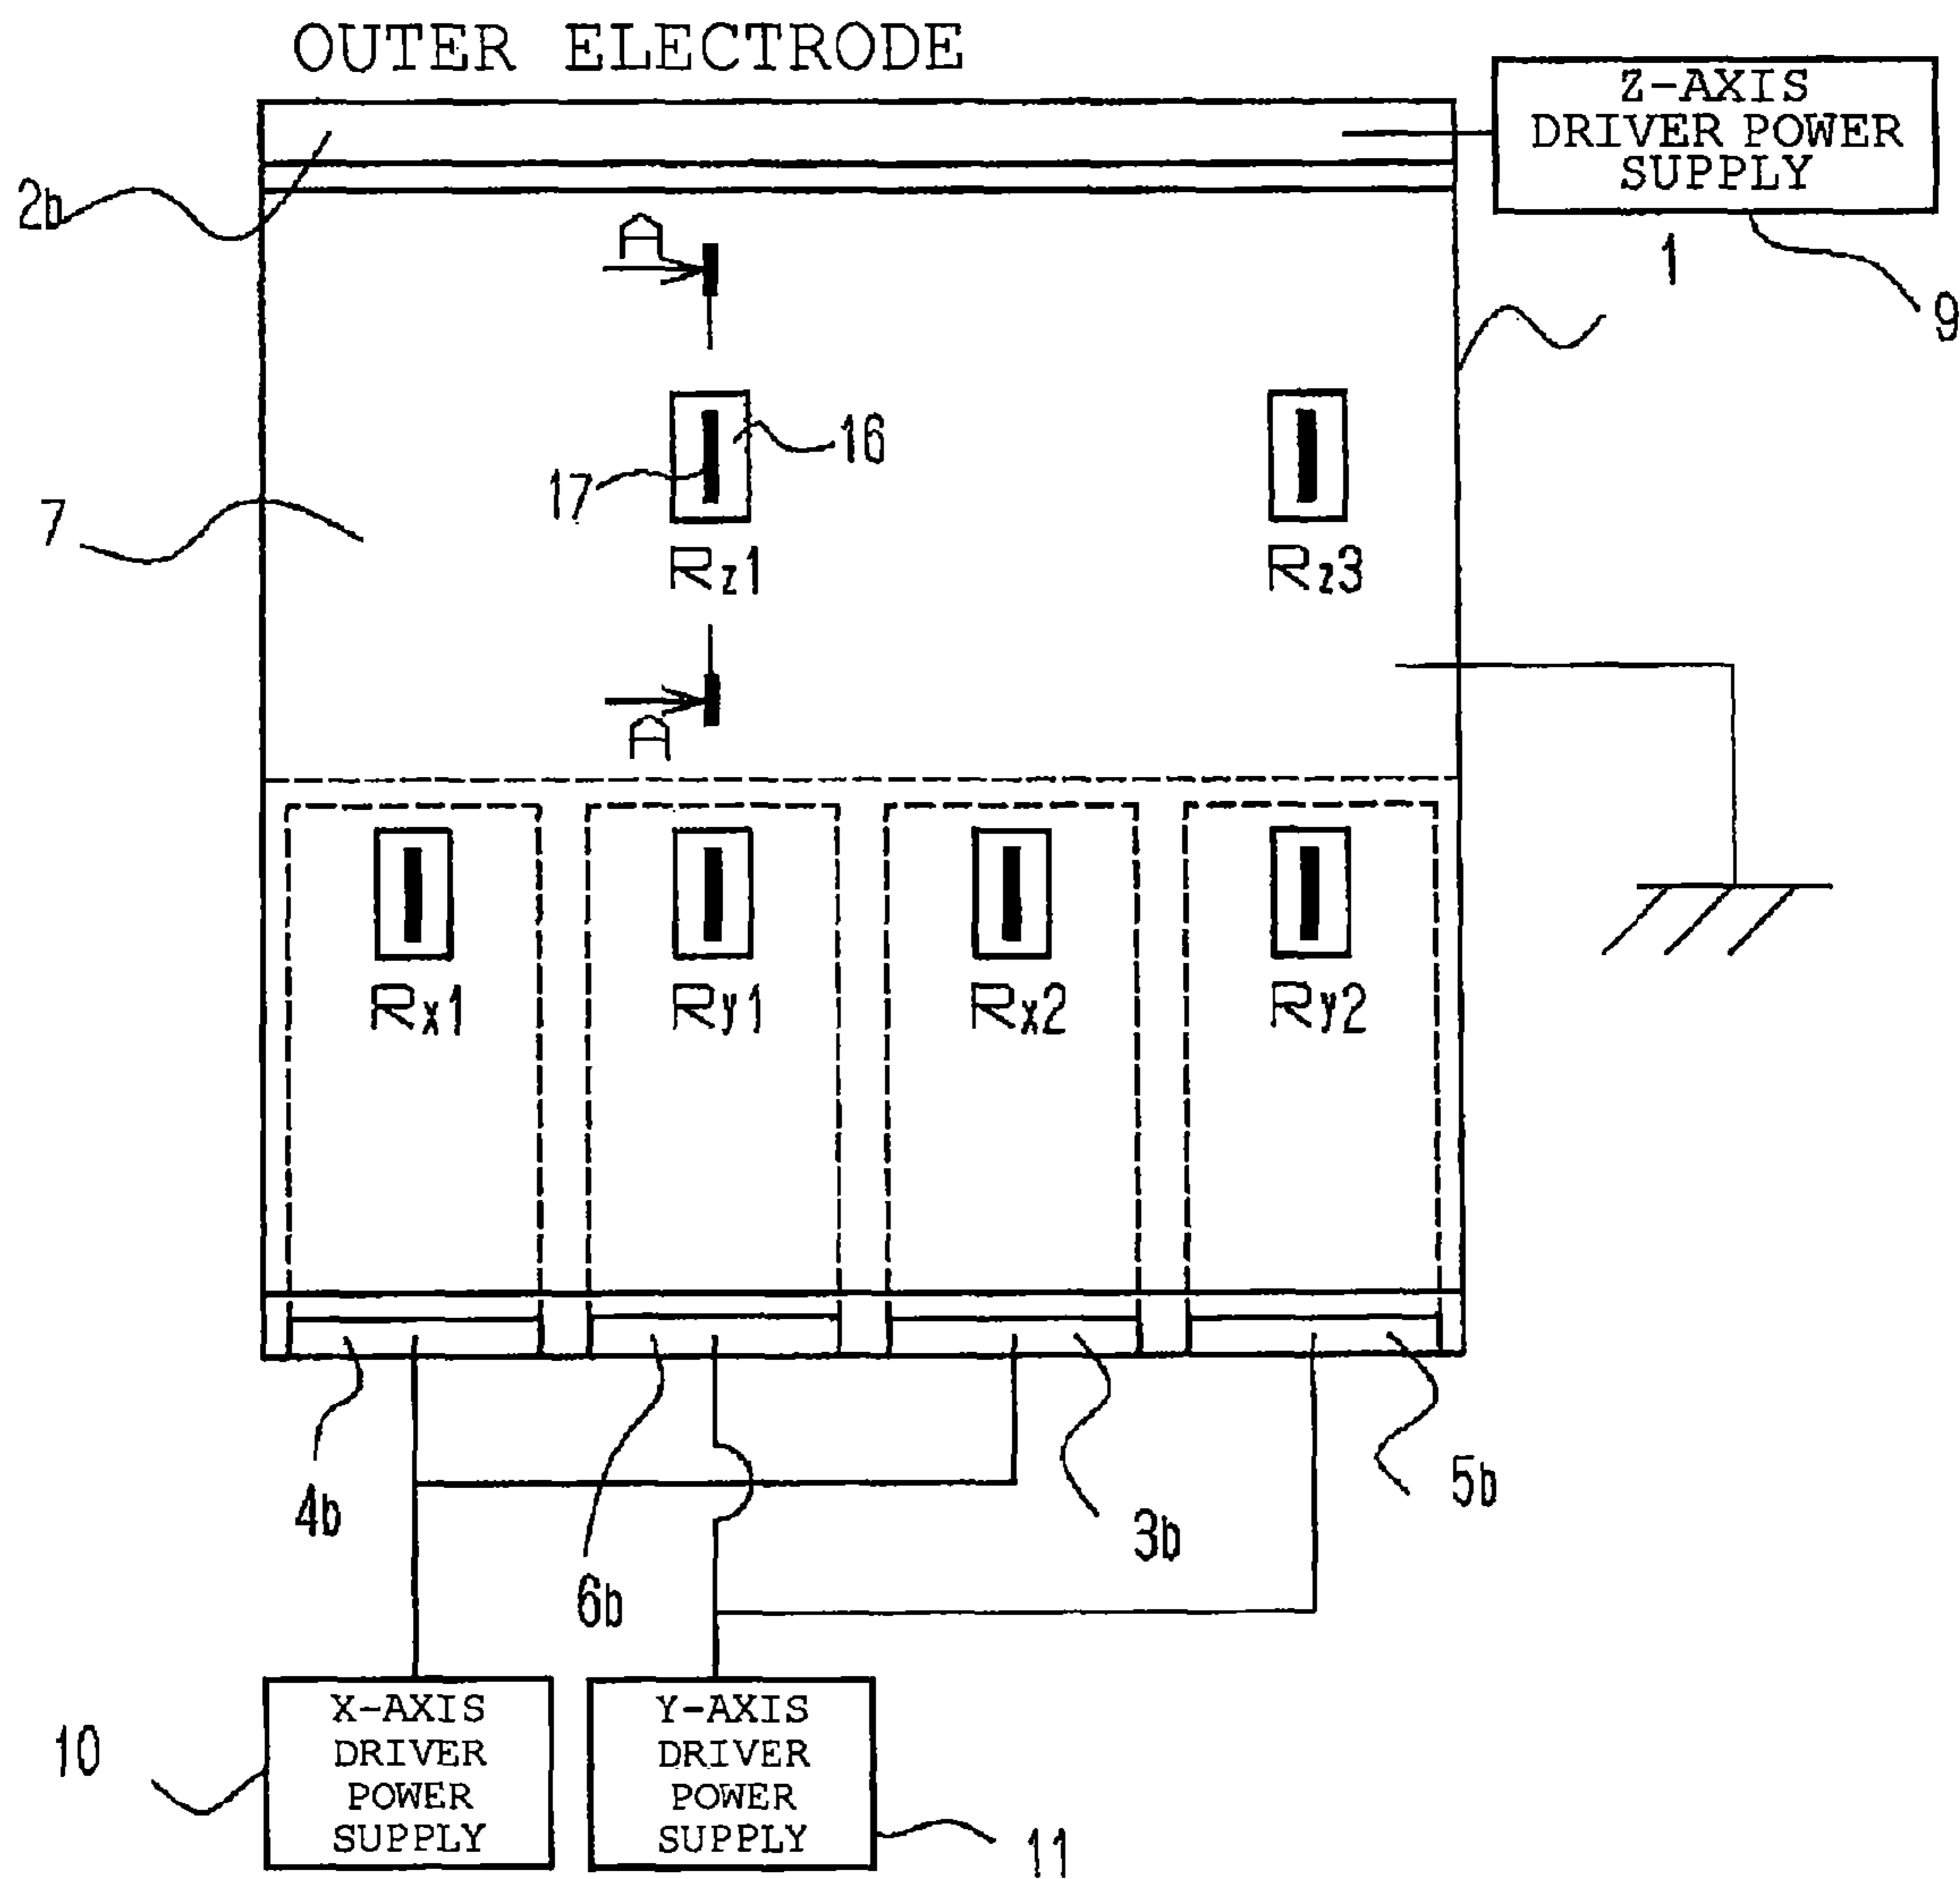 OUTER ELECTRODE
Z-AXIS
DRIVER POWER
SUPPLY
2b
A
1
9
16
17
7
Rz1
Rz3
A
Rx1
Ry1
Rx2
Ry2
4b
6b
3b
5b
X-AXIS
DRIVER
POWER
SUPPLY
Y-AXIS
DRIVER
POWER
SUPPLY
10
11